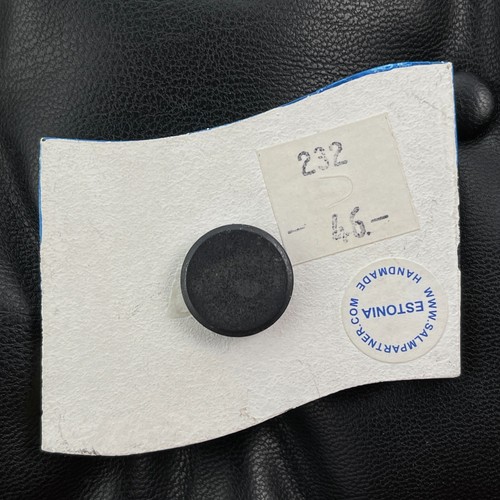 232
- 46.-
WWW.SALMPARTNER.COM
HANDMADE
ESTONIA